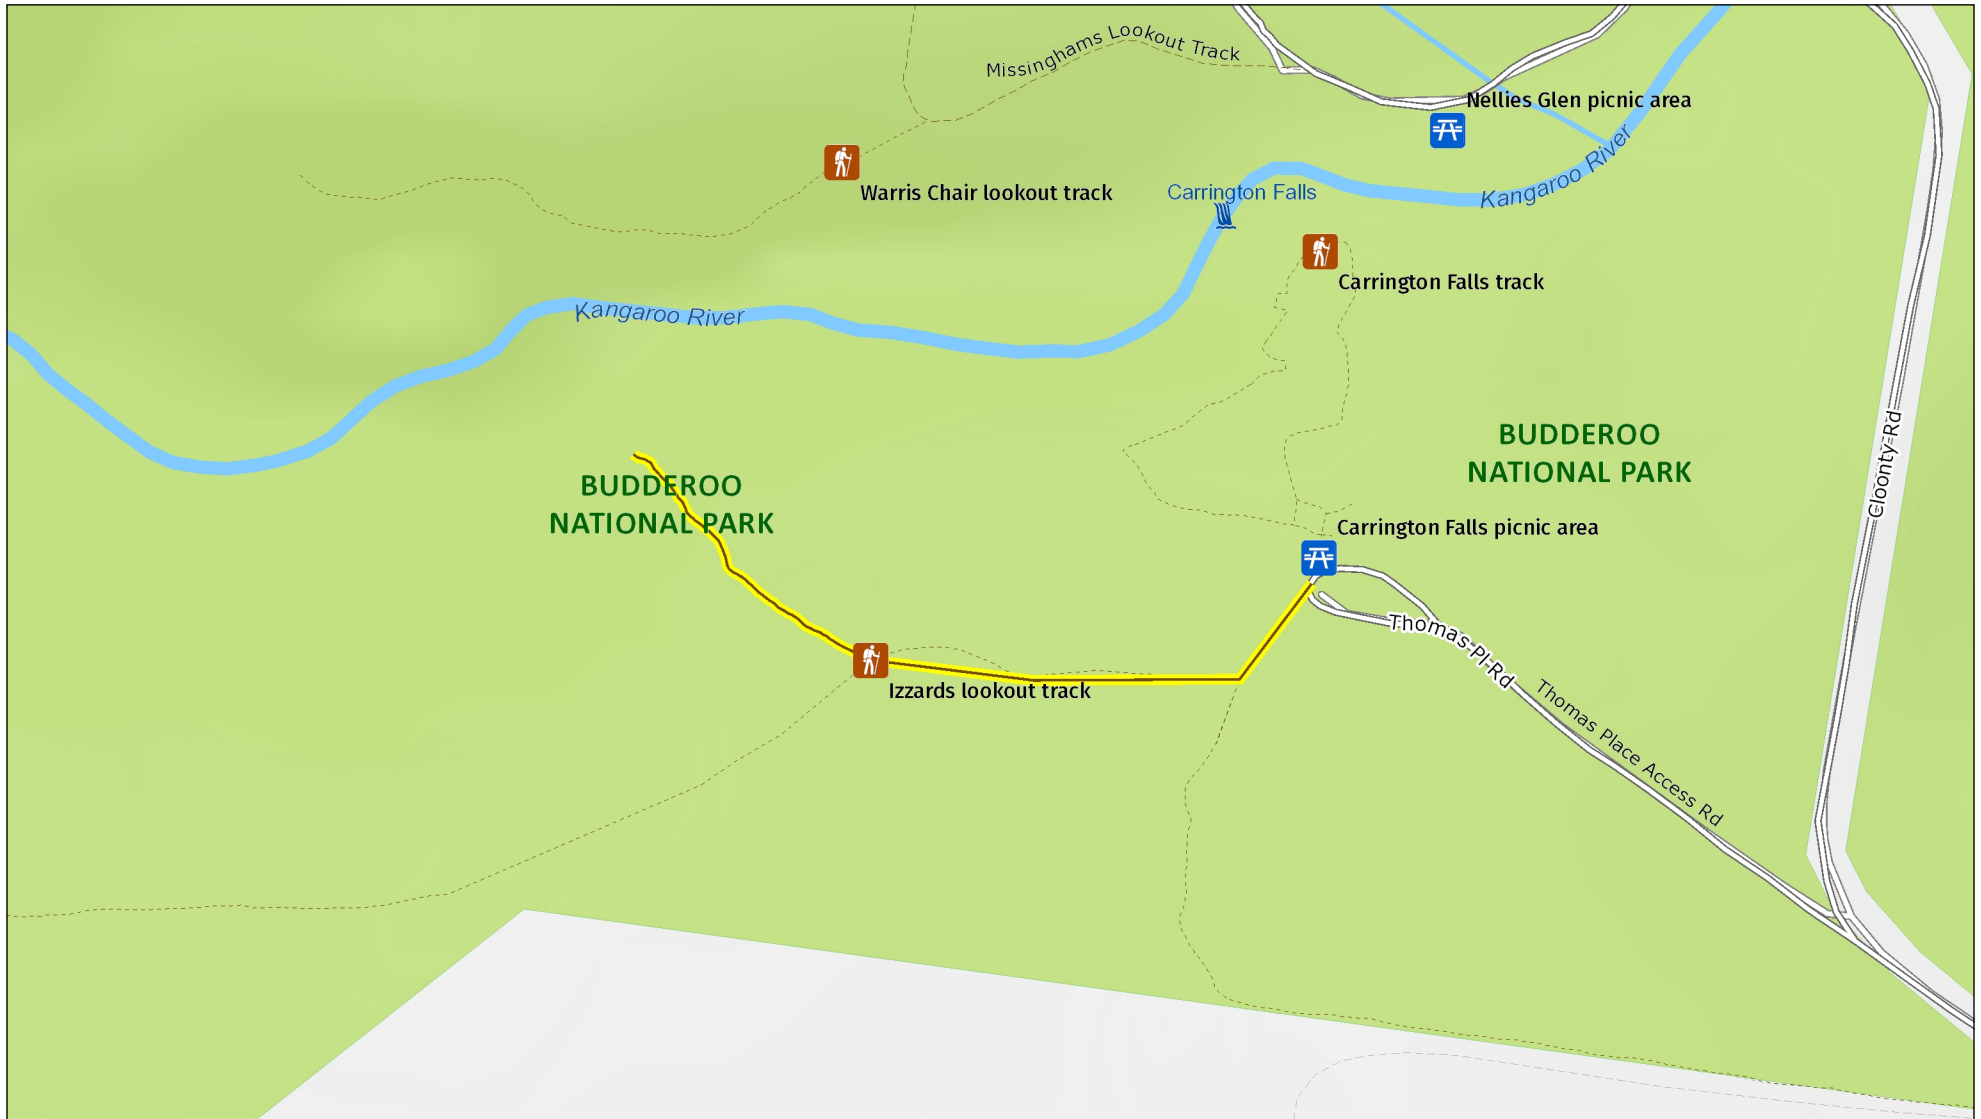 Missinghams Lookout Track
Nellies Glen picnic area
Kangaroo River
Warris Chair lookout track
Carrington Falls
Carrington Falls track
Kangaroo River
BUDDEROO
NATIONAL PARK
Cloonty Rd
BUDDEROO
NATIONAL PARK
Carrington Falls picnic area
Thomas Pl Rd
Izzards lookout track
Thomas Place Access Rd